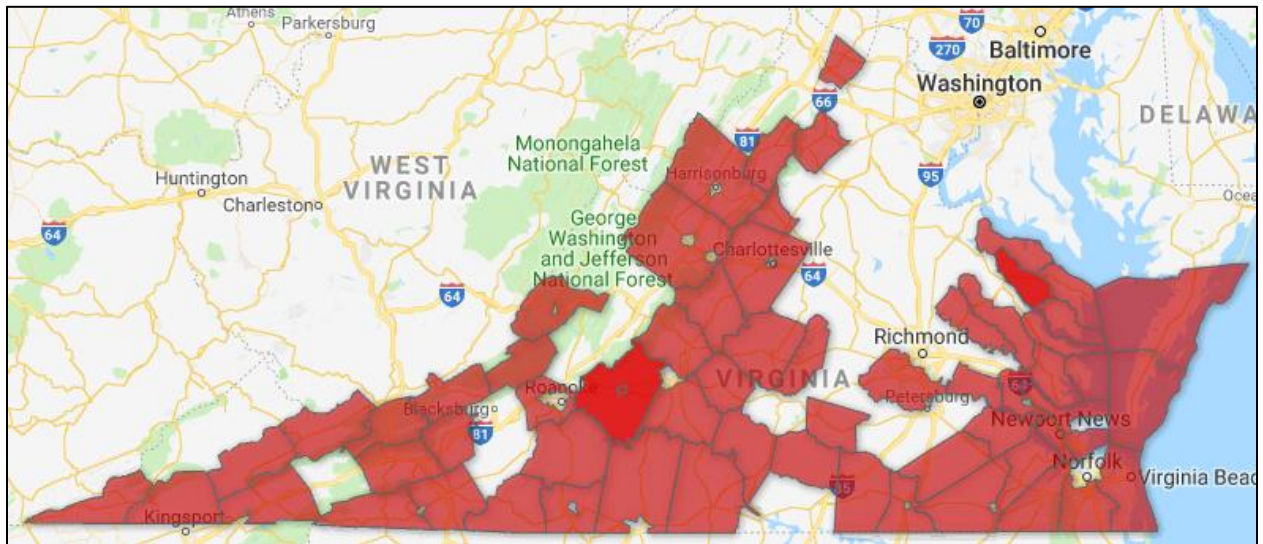 Athens
Parkersburg
70
Baltimore
270
Washington
66
DELAWA
Monongahela
National Forest
81
WEST
VIRGINIA
Huntington
Harrisonburg
95
Charleston
Ocea
George
Washington
and Jefferson
National Forest
64
Charlottesville
64
64
Richmond
VIRGINIA
Roanoke
64
Petersburg
Blacksburg
Newport News
81
Norfolk
Virginia Beac
85
Kingsport